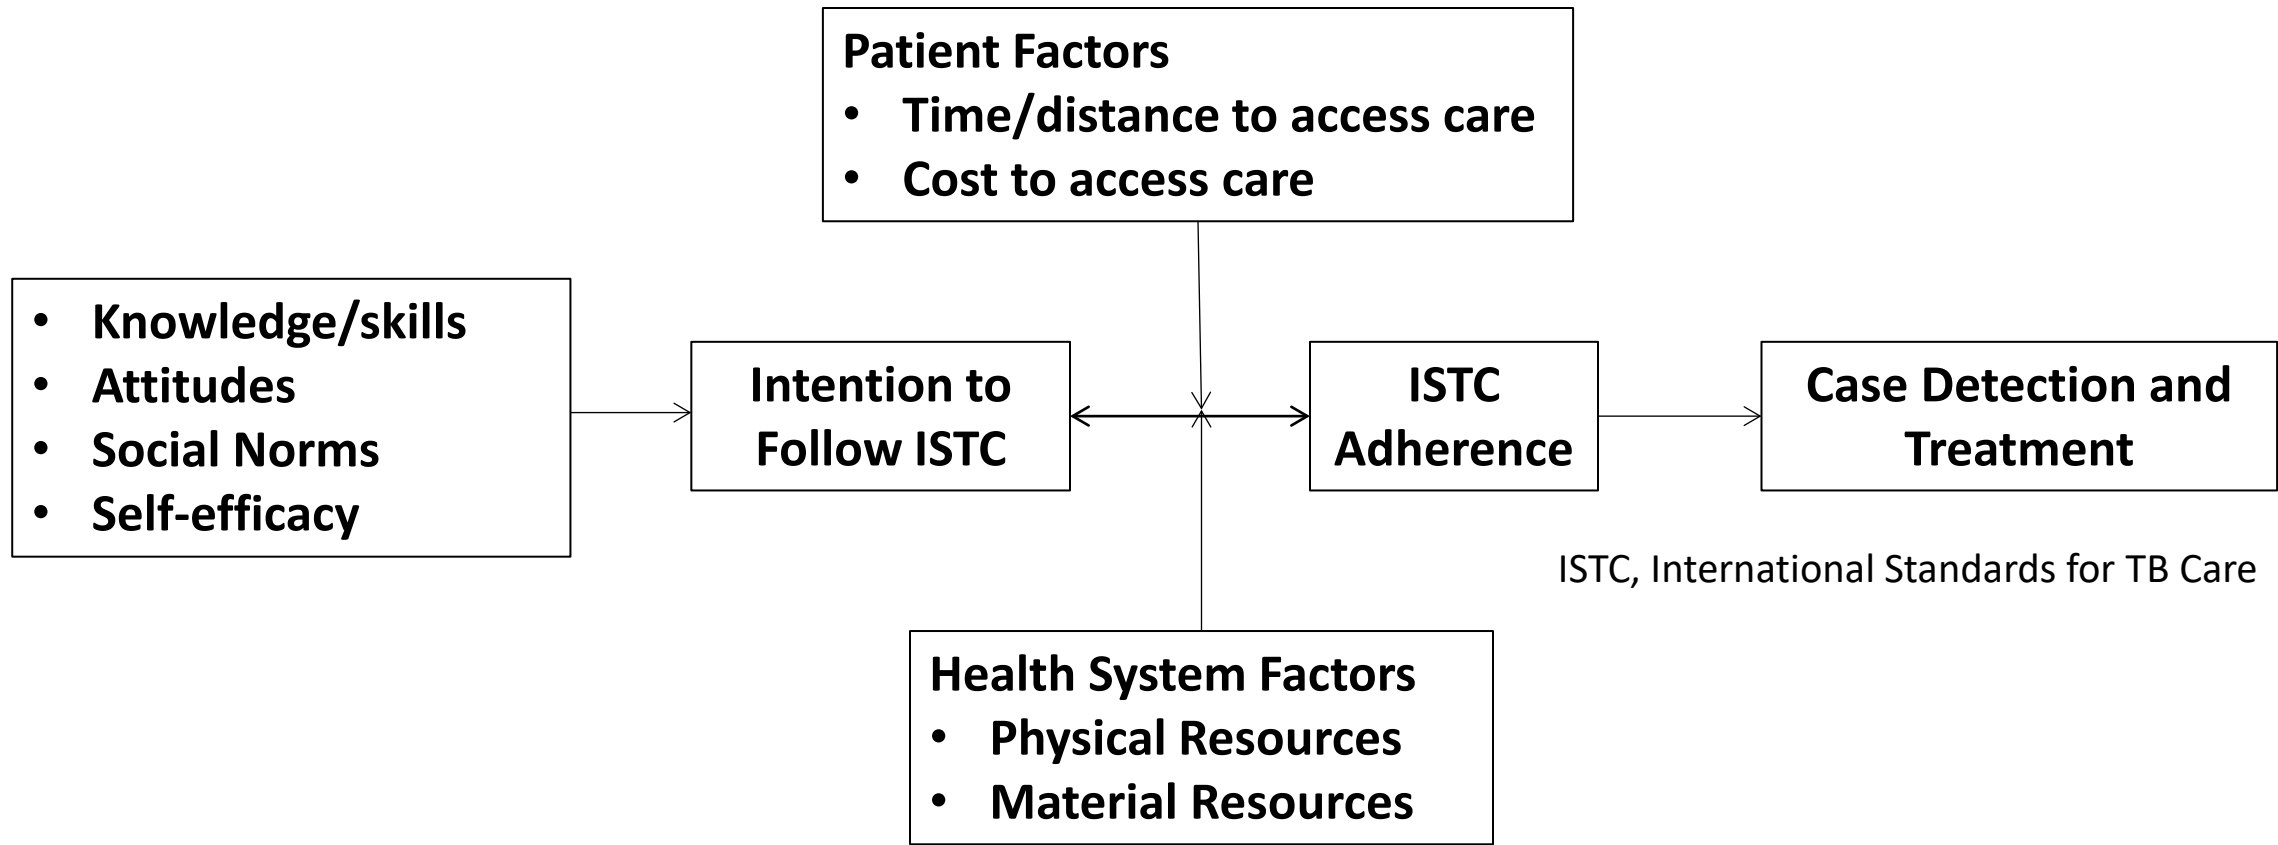 Patient Factors
• Time/distance to access care
• Cost to access care
• Knowledge/skills
• Attitudes
• Social Norms
• Self-efficacy
Intention to
Follow ISTC
ISTC
Adherence
Case Detection and
Treatment
ISTC, International Standards for TB Care
Health System Factors
• Physical Resources
• Material Resources